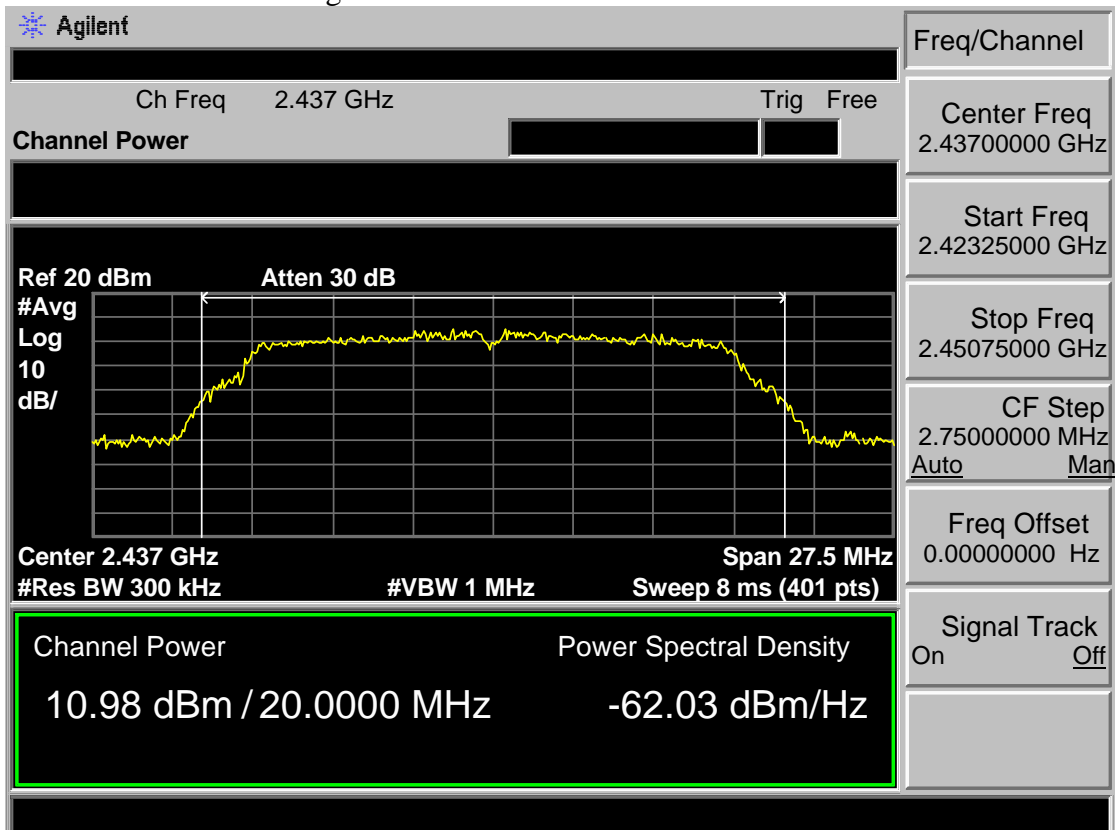 Agilent
Freq/Channel
Ch Freq 2.437 GHz Trig Free
Channel Power
Center Freq
2.43700000 GHz
Start Freq
2.42325000 GHz
Stop Freq
2.45075000 GHz
CF Step
2.75000000 MHz
Auto Man
Freq Offset
0.00000000 Hz
Signal Track
On Off
Ref 20 dBm Atten 30 dB
#Avg
Log
10
dB/
Center 2.437 GHz Span 27.5 MHz
#Res BW 300 kHz #VBW 1 MHz Sweep 8 ms (401 pts)
Channel Power Power Spectral Density
10.98 dBm / 20.0000 MHz -62.03 dBm/Hz